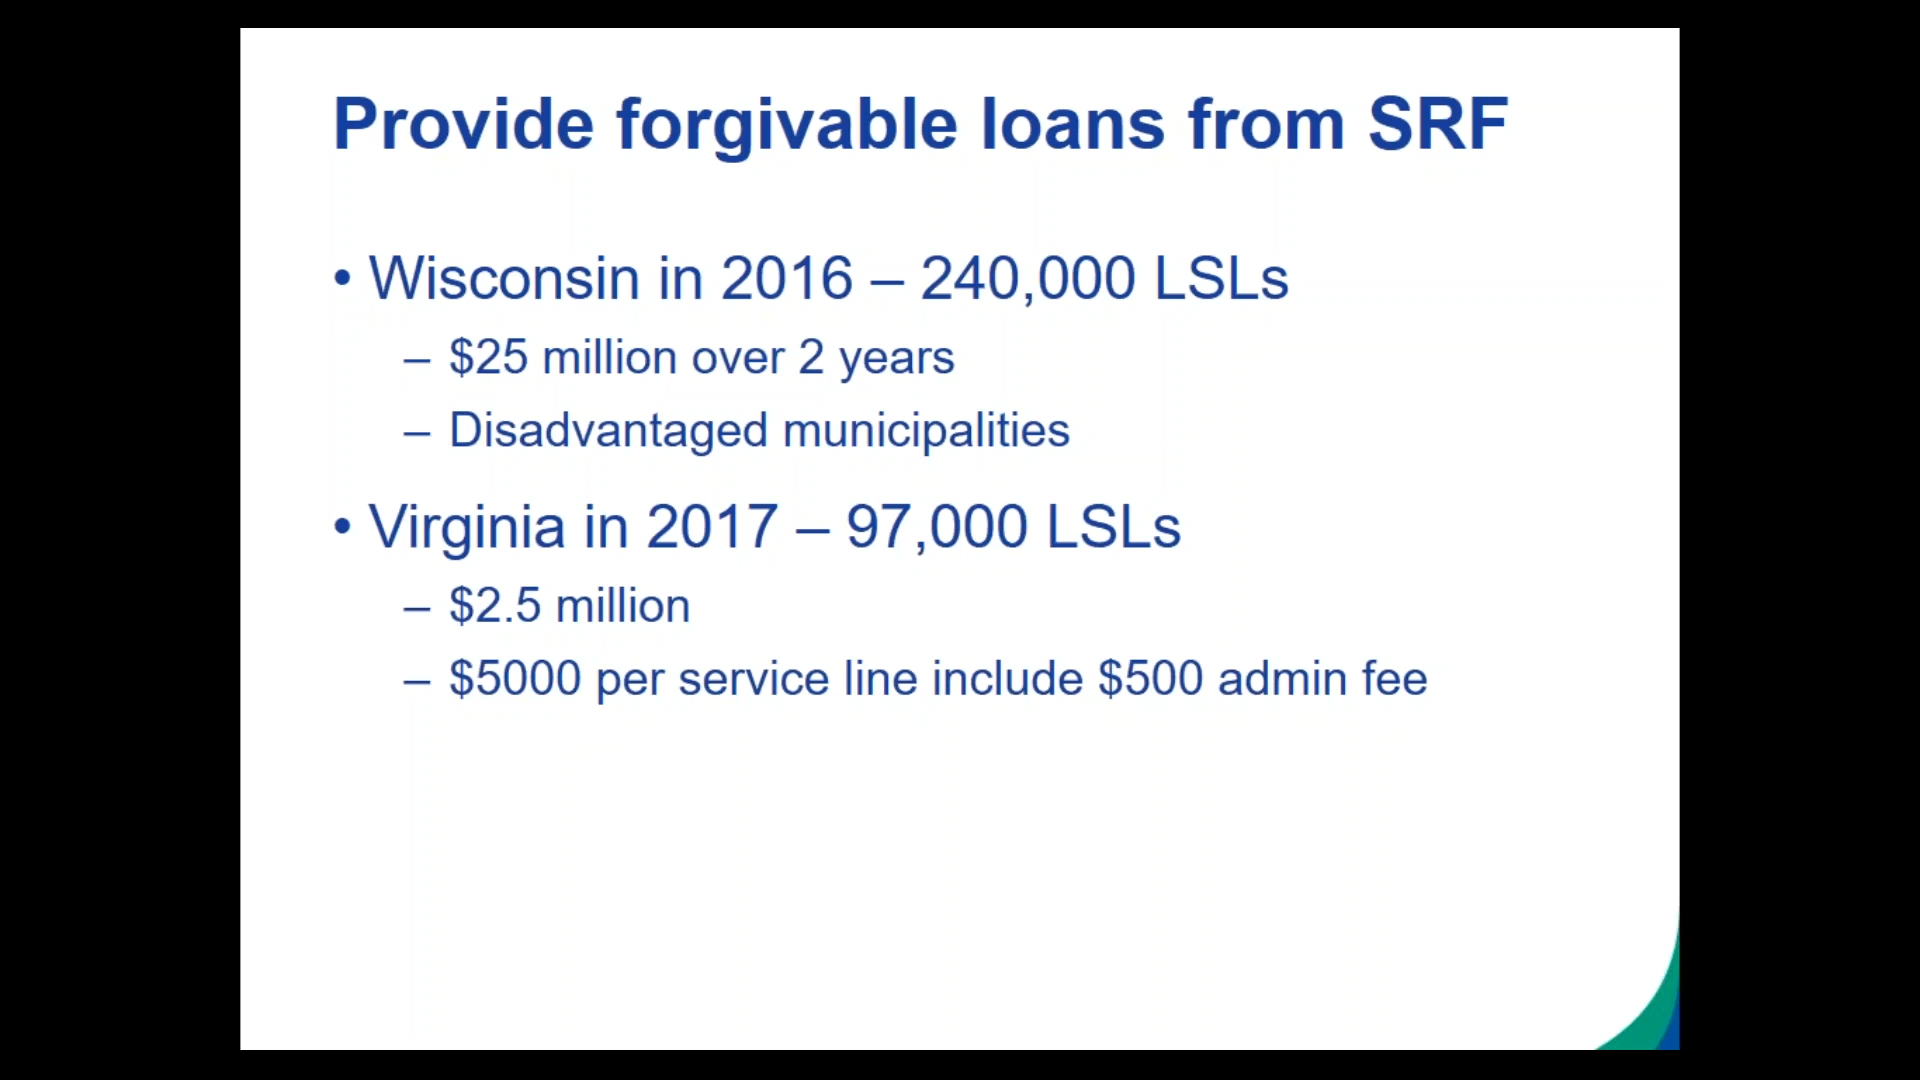 Provide forgivable loans from SRF
• Wisconsin in 2016 – 240,000 LSLs
– $25 million over 2 years
– Disadvantaged municipalities
• Virginia in 2017 – 97,000 LSLs
– $2.5 million
– $5000 per service line include $500 admin fee